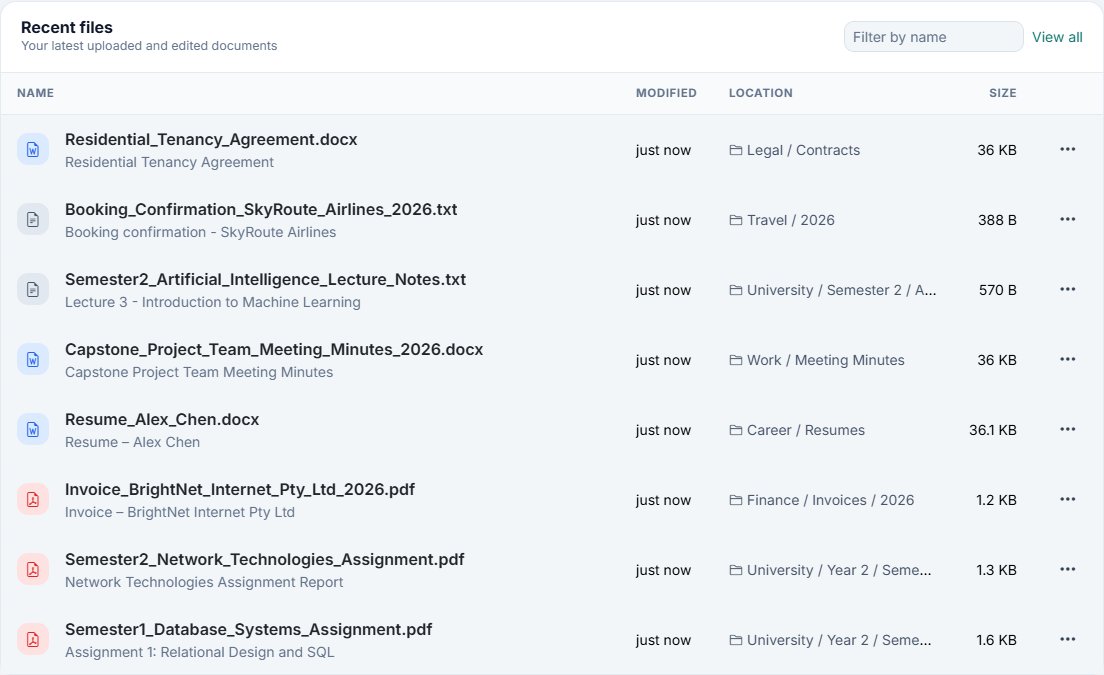 Recent files
Your latest uploaded and edited documents
Filter by name
View all
NAME MODIFIED LOCATION SIZE
Residential_Tenancy_Agreement.docx
Residential Tenancy Agreement
just now Legal / Contracts 36 KB
Booking_Confirmation_SkyRoute_Airlines_2026.txt
Booking confirmation - SkyRoute Airlines
just now Travel / 2026 388 B
Semester2_Artificial_Intelligence_Lecture_Notes.txt
Lecture 3 - Introduction to Machine Learning
just now University / Semester 2 / A... 570 B
Capstone_Project_Team_Meeting_Minutes_2026.docx
Capstone Project Team Meeting Minutes
just now Work / Meeting Minutes 36 KB
Resume_Alex_Chen.docx
Resume – Alex Chen
just now Career / Resumes 36.1 KB
Invoice_BrightNet_Internet_Pty_Ltd_2026.pdf
Invoice – BrightNet Internet Pty Ltd
just now Finance / Invoices / 2026 1.2 KB
Semester2_Network_Technologies_Assignment.pdf
Network Technologies Assignment Report
just now University / Year 2 / Seme... 1.3 KB
Semester1_Database_Systems_Assignment.pdf
Assignment 1: Relational Design and SQL
just now University / Year 2 / Seme... 1.6 KB